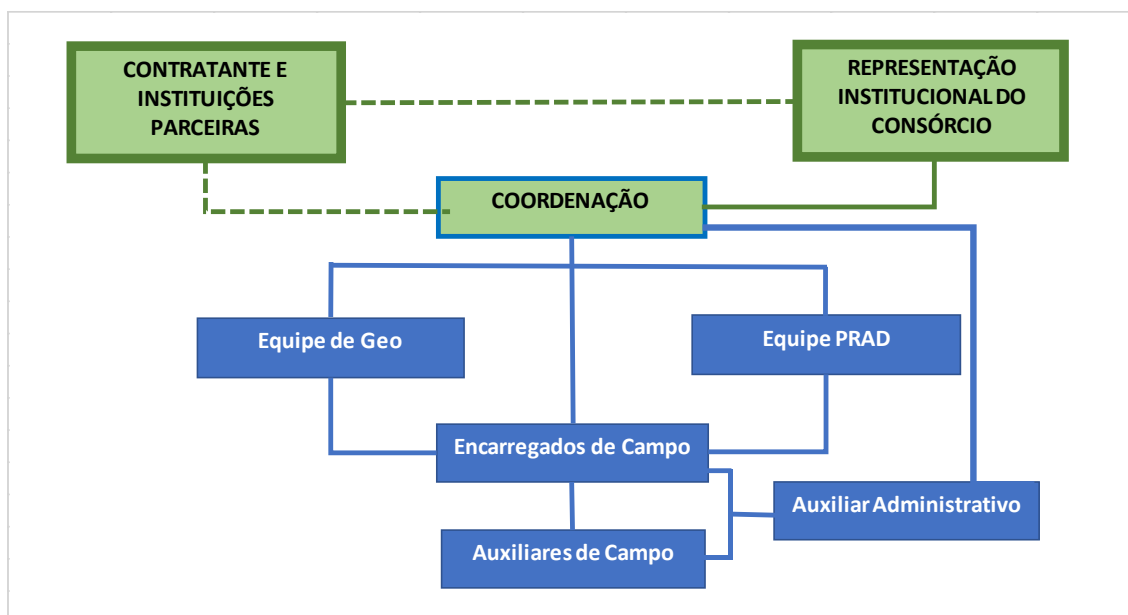 CONTRATANTE E
INSTITUIÇÕES
PARCEIRAS
REPRESENTAÇÃO
INSTITUCIONAL DO
CONSÓRCIO
COORDENAÇÃO
Equipe de Geo
Equipe PRAD
Encarregados de Campo
Auxiliar Administrativo
Auxiliares de Campo